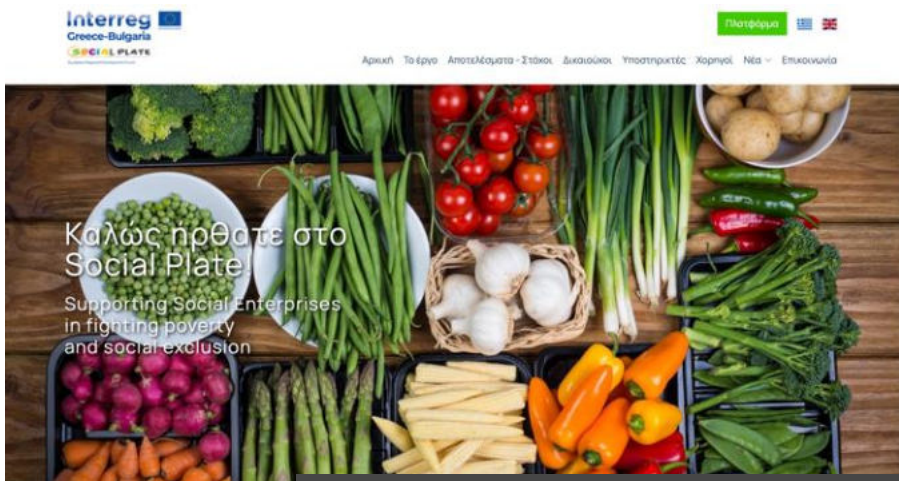 Interreg
Greece-Bulgaria
SOCIAL PLATE
Πλατφόρμα
Αρχική Το έργο Αποτελέσματα - Στόχοι Δικαιούχοι Υποστηρικτές Χορηγοί Νέα Επικοινωνία
Καλώς ήρθατε στο
Social Plate!
Supporting Social Enterprises
in fighting poverty
and social exclusion